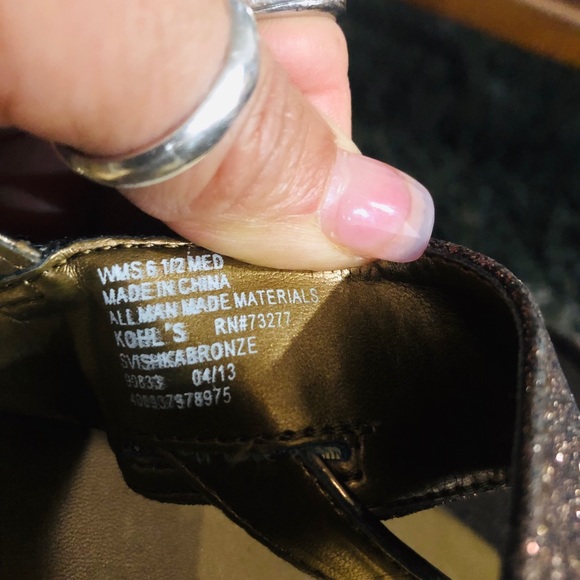 WMS 6 1/2 MED
MADE IN CHINA
ALL MAN MADE MATERIALS
KOHL'S RN#73277
SVISHKABRONZE
90833 04/13
400937978975